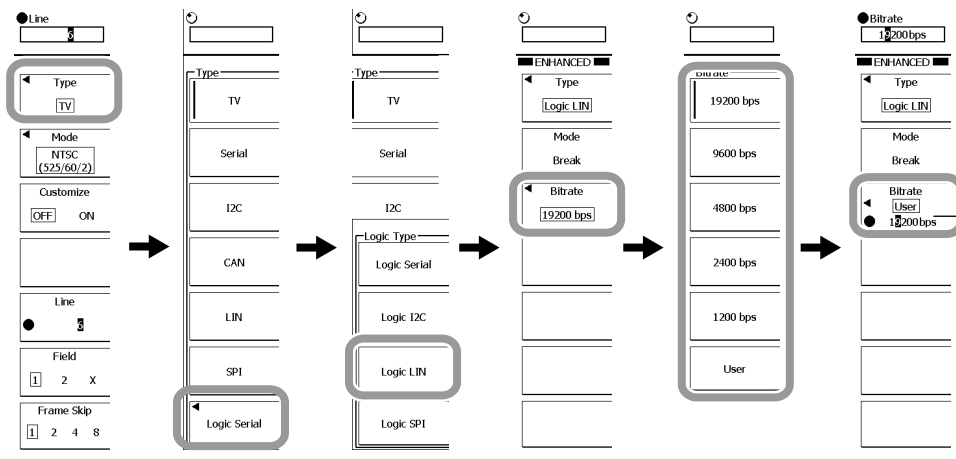 Line
6
Type
TV
Mode
NTSC
(525/60/2)
Customize
OFF ON
Line
6
Field
1 2 X
Frame Skip
1 2 4 8
Type
TV
Serial
I2C
CAN
LIN
SPI
Logic Serial
Type
TV
Serial
I2C
Logic Type
Logic Serial
Logic I2C
Logic LIN
Logic SPI
ENHANCED
Type
Logic LIN
Mode
Break
Bitrate
19200 bps
Bitrate
19200 bps
9600 bps
4800 bps
2400 bps
1200 bps
User
Bitrate
19200bps
ENHANCED
Type
Logic LIN
Mode
Break
Bitrate
User
19200bps